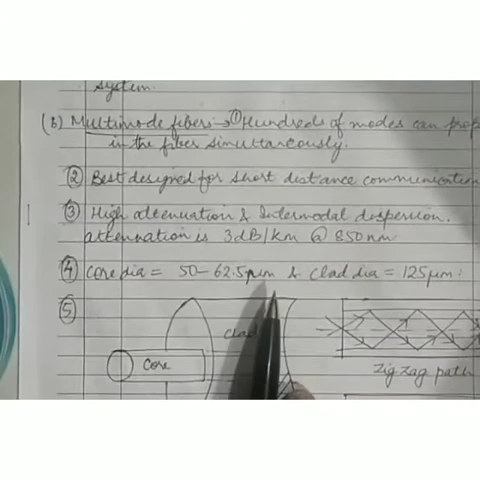 system.
(b) Multimode fibers → ① Hundreds of modes can prop
in the fiber simultaneously.
② Best designed for short distance communication
③ High attenuation & Intermodal dispersion.
attenuation is 3dB/km @ 850nm
④ Core dia = 50-62.5μm & Clad dia = 125μm.
⑤
Clad
Core
Zig zag path